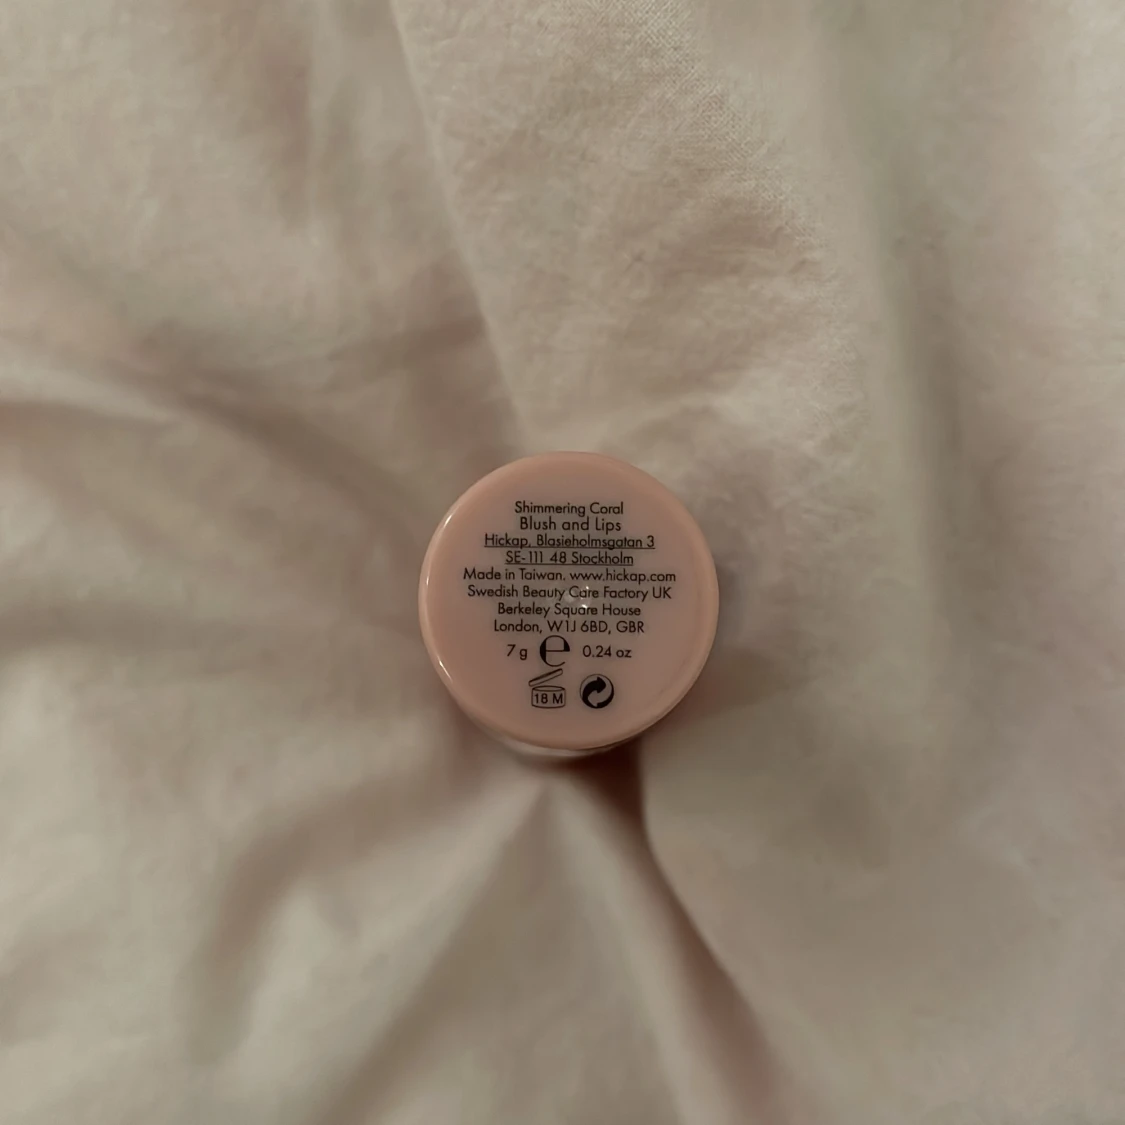 Shimmering Coral
Blush and Lips
Hickap, Blasieholmsgatan 3
SE-111 48 Stockholm
Made in Taiwan. www.hickap.com
Swedish Beauty Care Factory UK
Berkeley Square House
London, W1J 6BD, GBR
7 g ℮ 0.24 oz
18 M